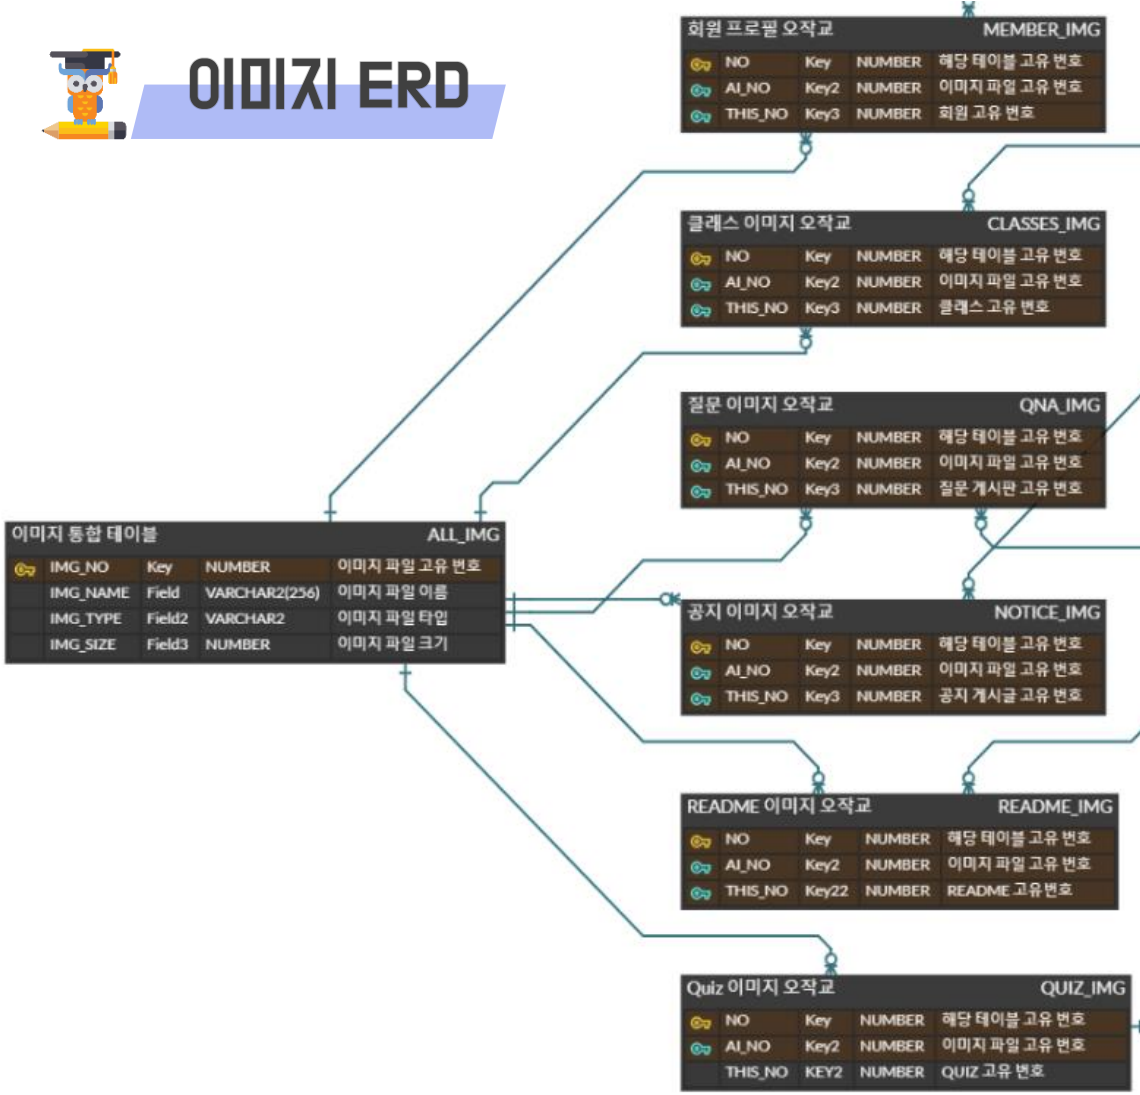 이미지 ERD
회원 프로필 오작교 MEMBER_IMG
NO Key NUMBER 해당 테이블 고유 번호
AI_NO Key2 NUMBER 이미지 파일 고유 번호
THIS_NO Key3 NUMBER 회원 고유 번호
클래스 이미지 오작교 CLASSES_IMG
NO Key NUMBER 해당 테이블 고유 번호
AI_NO Key2 NUMBER 이미지 파일 고유 번호
THIS_NO Key3 NUMBER 클래스 고유 번호
질문 이미지 오작교 QNA_IMG
NO Key NUMBER 해당 테이블 고유 번호
AI_NO Key2 NUMBER 이미지 파일 고유 번호
THIS_NO Key3 NUMBER 질문 게시판 고유 번호
이미지 통합 테이블 ALL_IMG
IMG_NO Key NUMBER 이미지 파일 고유 번호
IMG_NAME Field VARCHAR2(256) 이미지 파일 이름
IMG_TYPE Field2 VARCHAR2 이미지 파일 타입
IMG_SIZE Field3 NUMBER 이미지 파일 크기
공지 이미지 오작교 NOTICE_IMG
NO Key NUMBER 해당 테이블 고유 번호
AI_NO Key2 NUMBER 이미지 파일 고유 번호
THIS_NO Key3 NUMBER 공지 게시글 고유 번호
README 이미지 오작교 README_IMG
NO Key NUMBER 해당 테이블 고유 번호
AI_NO Key2 NUMBER 이미지 파일 고유 번호
THIS_NO Key22 NUMBER README 고유번호
Quiz 이미지 오작교 QUIZ_IMG
NO Key NUMBER 해당 테이블 고유 번호
AI_NO Key2 NUMBER 이미지 파일 고유 번호
THIS_NO KEY2 NUMBER QUIZ 고유 번호